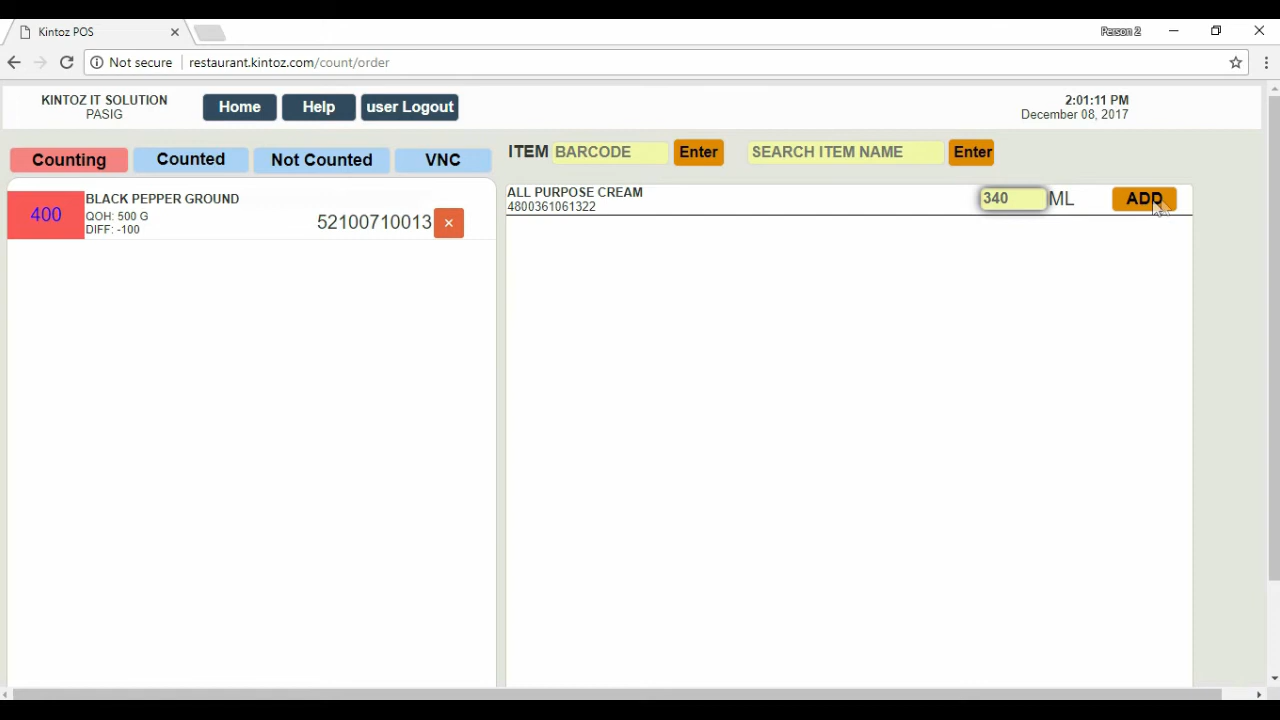 Kintoz POS
Person 2
Not secure
restaurant.kintoz.com/count/order
KINTOZ IT SOLUTION
PASIG
Home
Help
user Logout
2:01:11 PM
December 08, 2017
Counting
Counted
Not Counted
VNC
ITEM
BARCODE
Enter
SEARCH ITEM NAME
Enter
400
BLACK PEPPER GROUND
QOH: 500 G
DIFF: -100
52100710013
×
ALL PURPOSE CREAM
4800361061322
340
ML
ADD